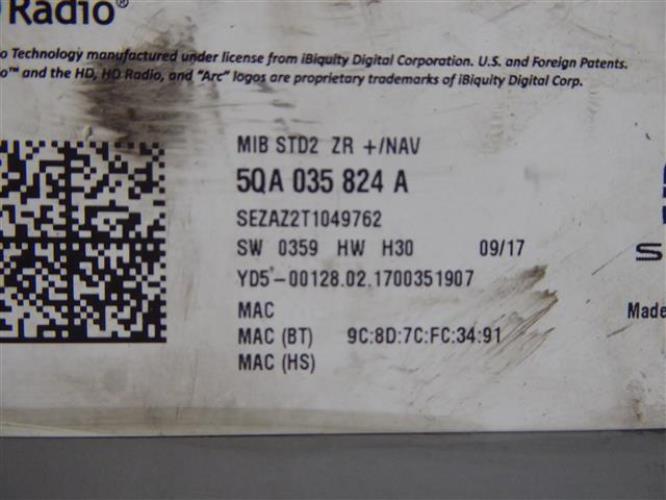 Radio®
Technology manufactured under license from iBiquity Digital Corporation. U.S. and Foreign Patents.
and the HD, HD Radio, and "Arc" logos are proprietary trademarks of iBiquity Digital Corp.
MIB STD2 ZR +/NAV
5QA 035 824 A
SEZAZ2T1049762
SW 0359 HW H30 09/17
YD5*-00128.02.1700351907
MAC
MAC (BT) 9C:8D:7C:FC:34:91
MAC (HS)
Made